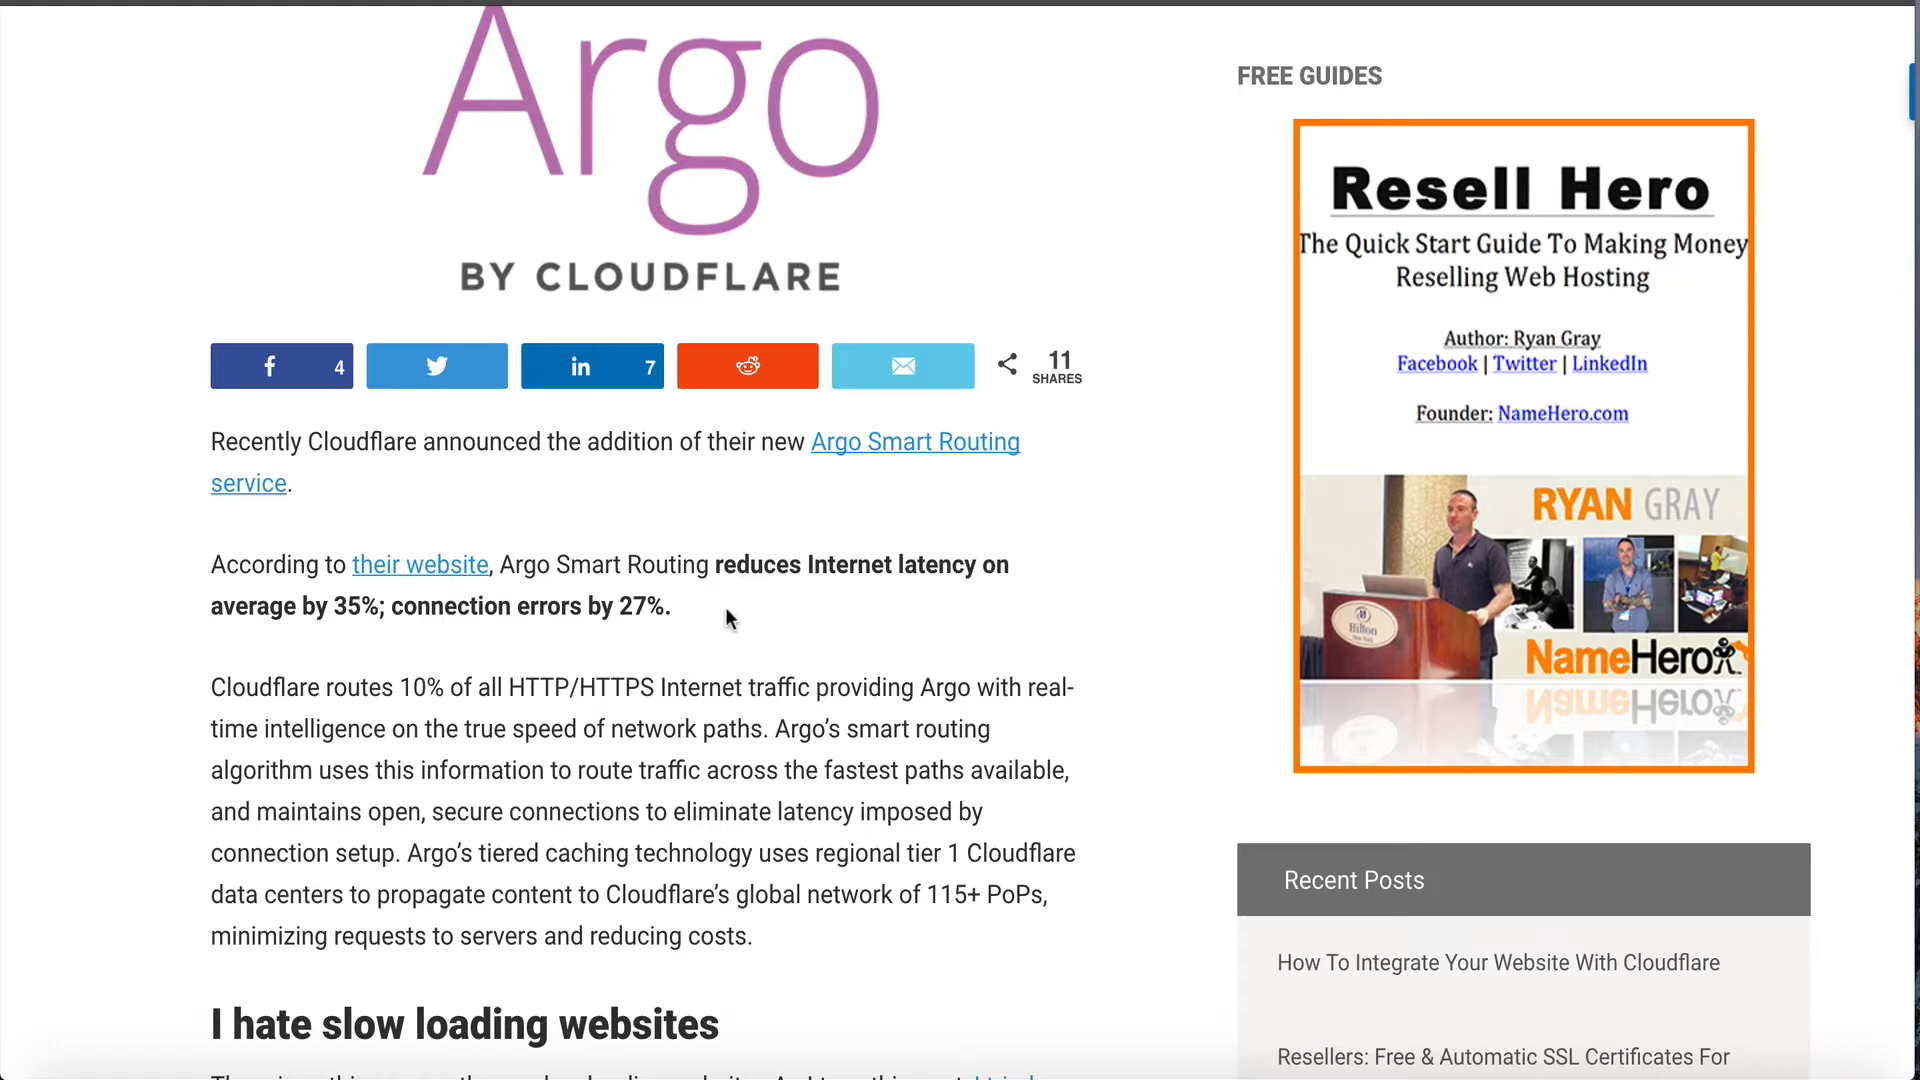 Argo
BY CLOUDFLARE
4
7
11
SHARES
Recently Cloudflare announced the addition of their new Argo Smart Routing
service.
According to their website, Argo Smart Routing reduces Internet latency on
average by 35%; connection errors by 27%.
Cloudflare routes 10% of all HTTP/HTTPS Internet traffic providing Argo with real-
time intelligence on the true speed of network paths. Argo’s smart routing
algorithm uses this information to route traffic across the fastest paths available,
and maintains open, secure connections to eliminate latency imposed by
connection setup. Argo’s tiered caching technology uses regional tier 1 Cloudflare
data centers to propagate content to Cloudflare’s global network of 115+ PoPs,
minimizing requests to servers and reducing costs.
I hate slow loading websites
FREE GUIDES
Resell Hero
The Quick Start Guide To Making Money
Reselling Web Hosting
Author: Ryan Gray
Facebook | Twitter | LinkedIn
Founder: NameHero.com
RYAN GRAY
Hilton
NameHero
Recent Posts
How To Integrate Your Website With Cloudflare
Resellers: Free & Automatic SSL Certificates For